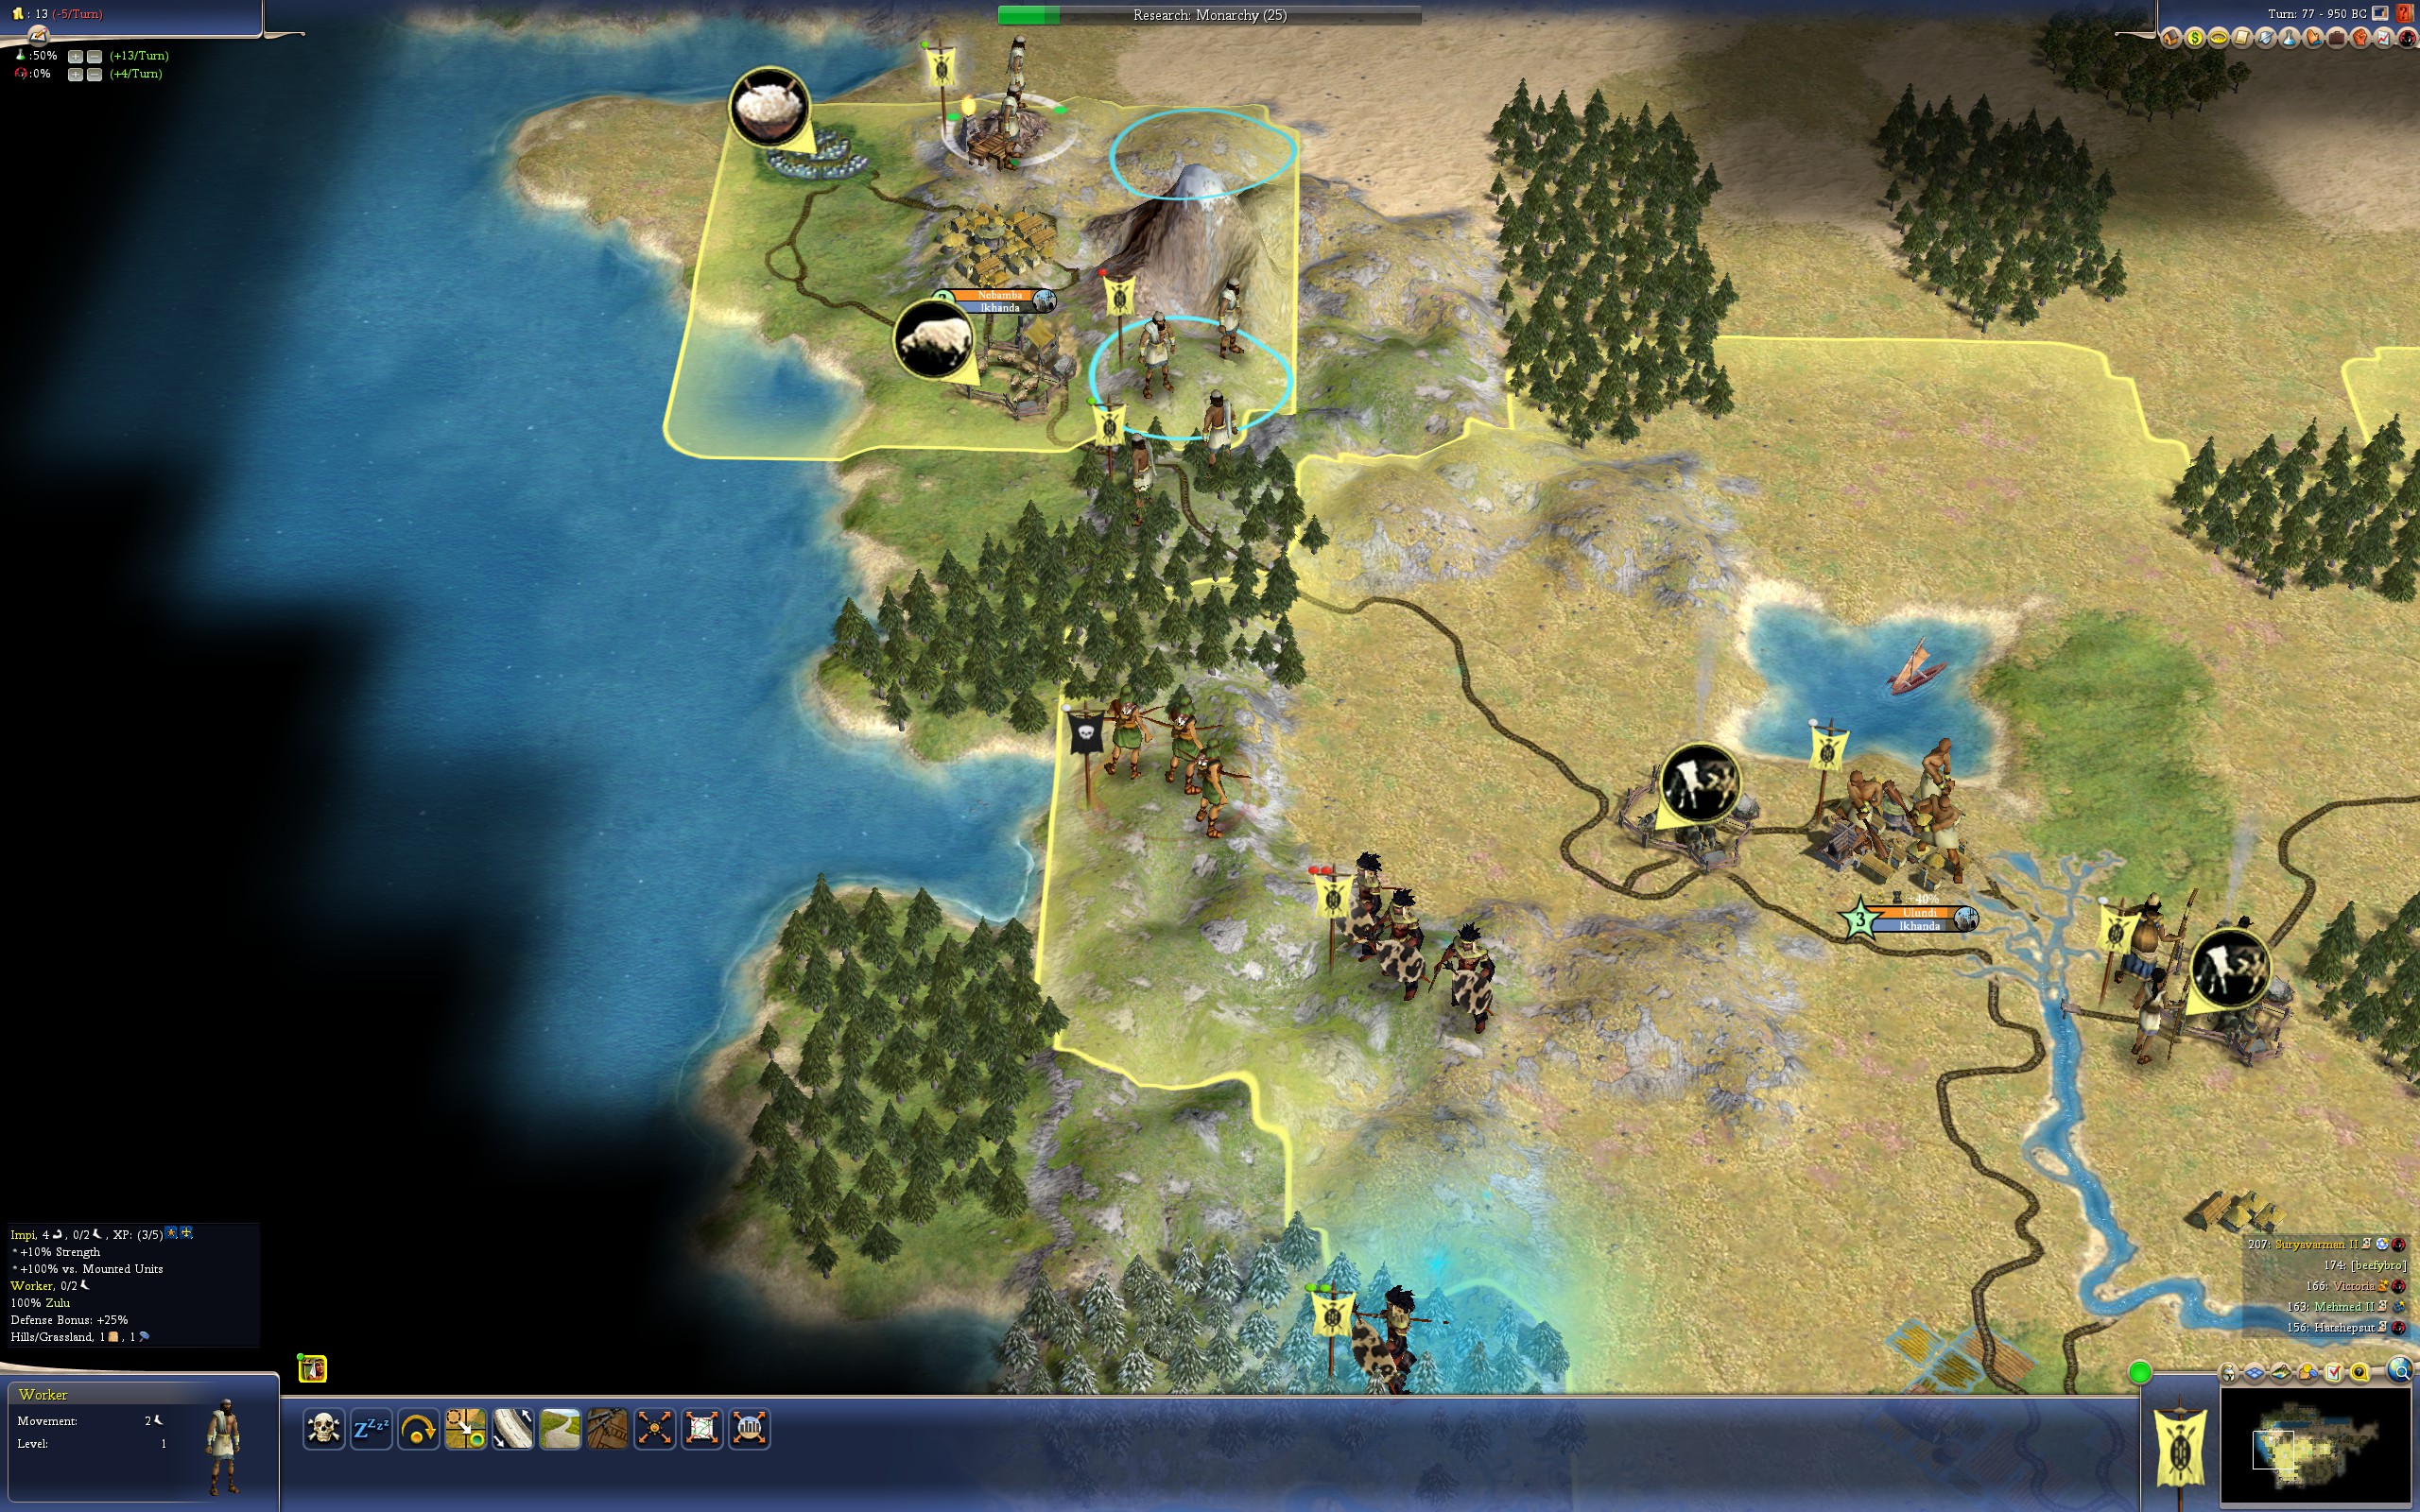 : 13 (-5/Turn)
:50% (+13/Turn)
:0% (+4/Turn)
Research: Monarchy (25)
Turn: 77 - 950 BC
Nobamba
Ikhanda
:+40%
3
Ulundi
Ikhanda
Impi, 4 , 0/2 , XP: (3/5)
*+10% Strength
*+100% vs. Mounted Units
Worker, 0/2
100% Zulu
Defense Bonus: +25%
Hills/Grassland, 1 , 1
207: Suryavarman II
174: [beefybro]
166: Victoria
163: Mehmed II
156: Hatshepsut
Worker
Movement: 2
Level: 1
ZZZzz